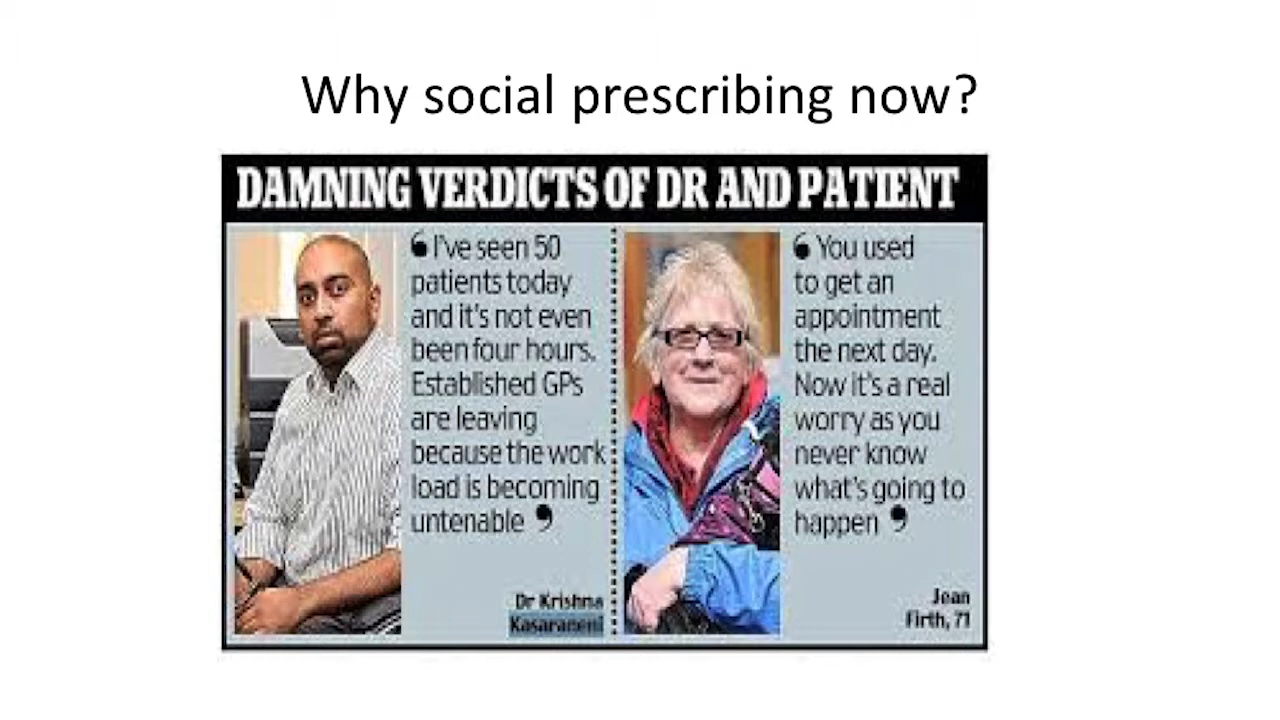 Why social prescribing now?
DAMNING VERDICTS OF DR AND PATIENT
‘I've seen 50
patients today
and it's not even
been four hours.
Established GPs
are leaving
because the work
load is becoming
untenable’
Dr Krishna
Kasaraneni
‘You used
to get an
appointment
the next day.
Now it's a real
worry as you
never know
what's going to
happen’
Jean
Firth, 71